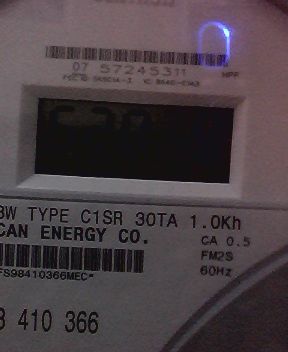 07 57245311
3W TYPE C1SR 30TA 1.0Kh
CAN ENERGY CO.
CA 0.5
FM2S
60Hz
FS98410366MEC*
8 410 366